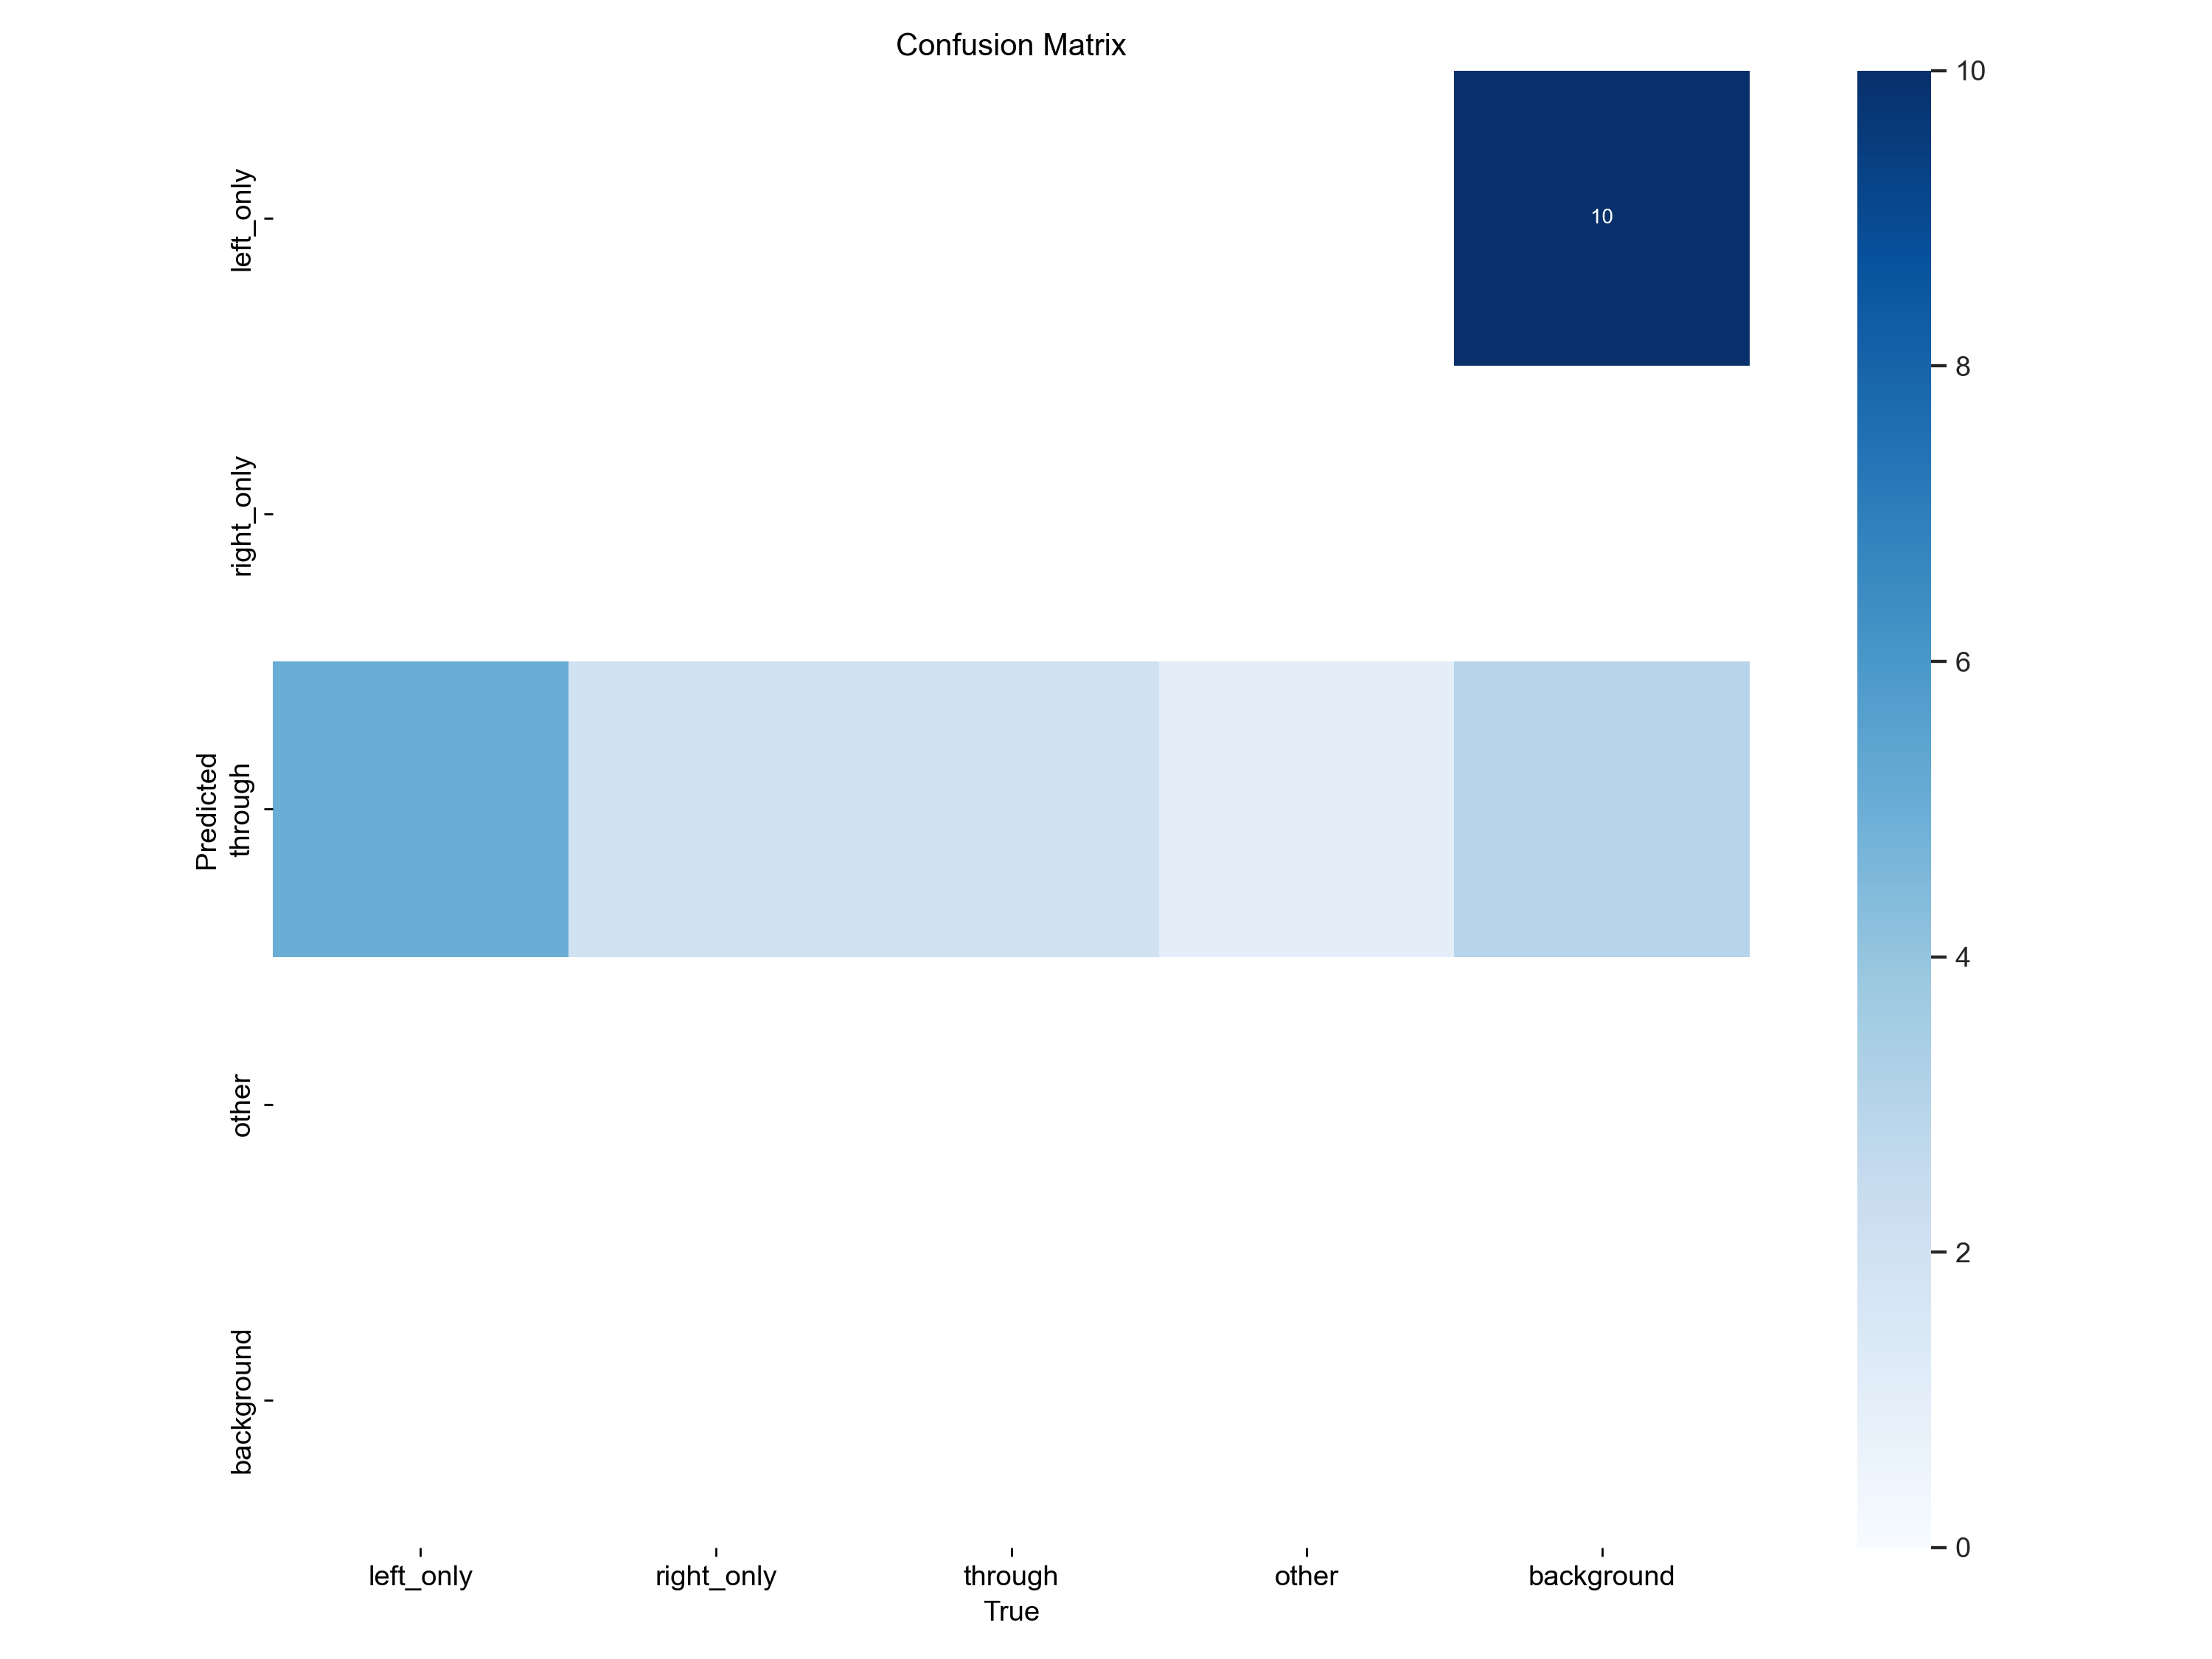 Confusion Matrix
10
left_only
right_only
Predicted
through
other
background
left_only
right_only
through
other
background
True
10
8
6
4
2
0